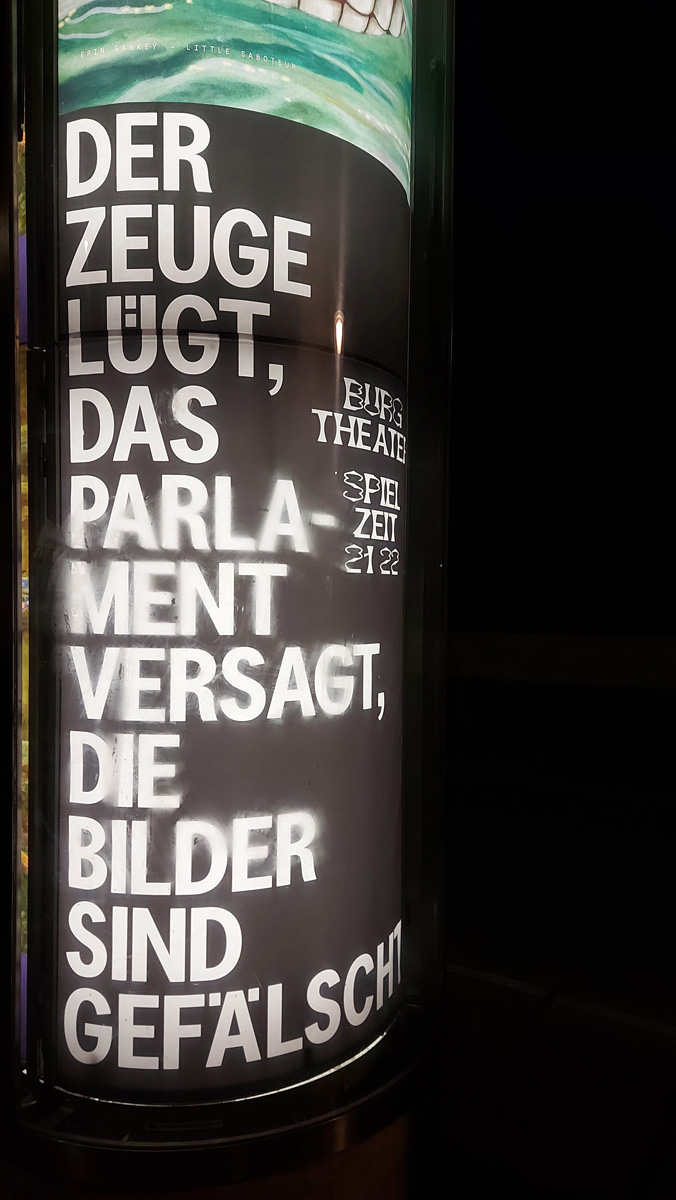 ERIN SANKEY - LITTLE SABOTEUR
DER
ZEUGE
LÜGT,
DAS
PARLA-
MENT
VERSAGT,
DIE
BILDER
SIND
GEFÄLSCHT
BURG
THEATER
SPIEL
ZEIT
21 22